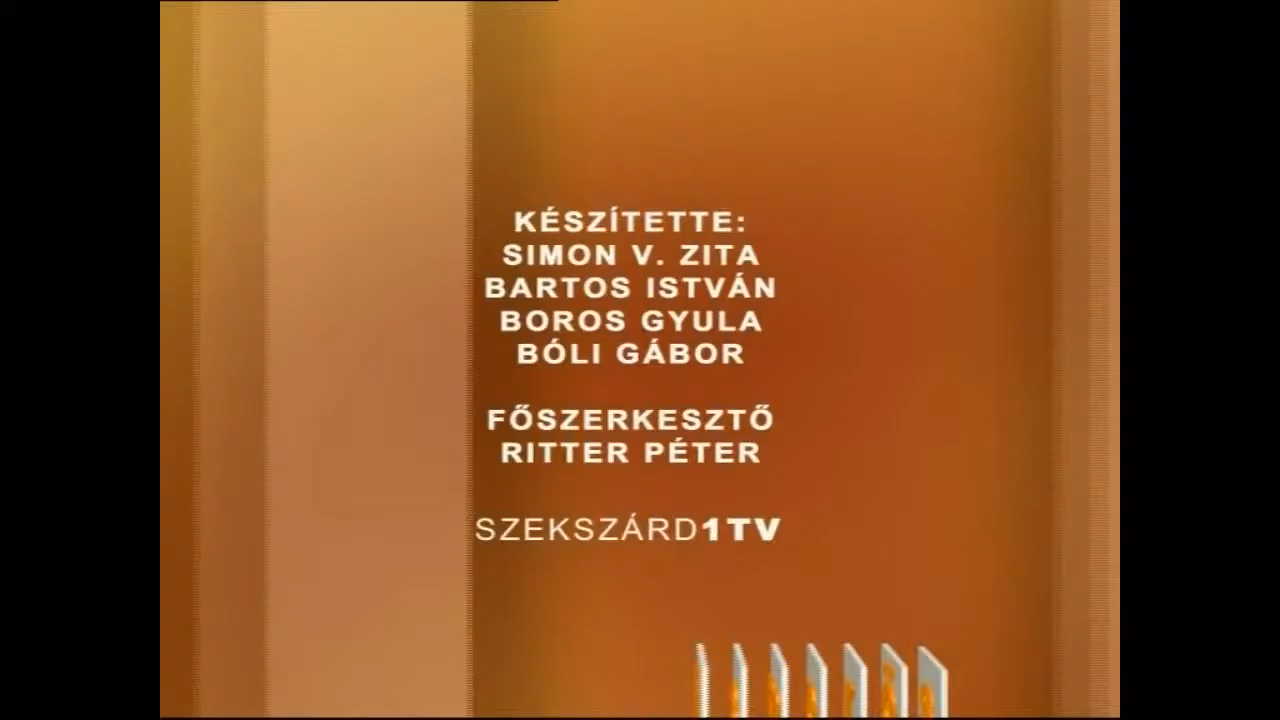 KÉSZÍTETTE:
SIMON V. ZITA
BARTOS ISTVÁN
BOROS GYULA
BÓLI GÁBOR
FŐSZERKESZTŐ
RITTER PÉTER
SZEKSZÁRD1TV